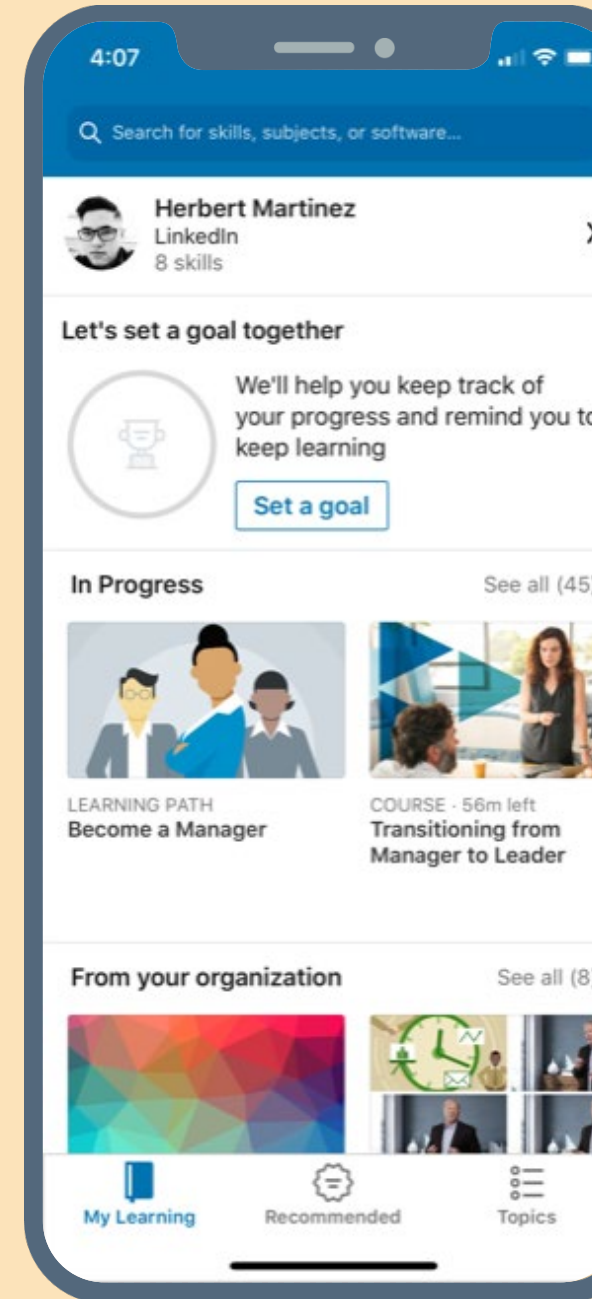 4:07
Search for skills, subjects, or software...
Herbert Martinez
LinkedIn
8 skills
Let's set a goal together
We'll help you keep track of
your progress and remind you to
keep learning
Set a goal
In Progress
See all (45)
LEARNING PATH
Become a Manager
COURSE · 56m left
Transitioning from
Manager to Leader
From your organization
See all (8)
My Learning
Recommended
Topics